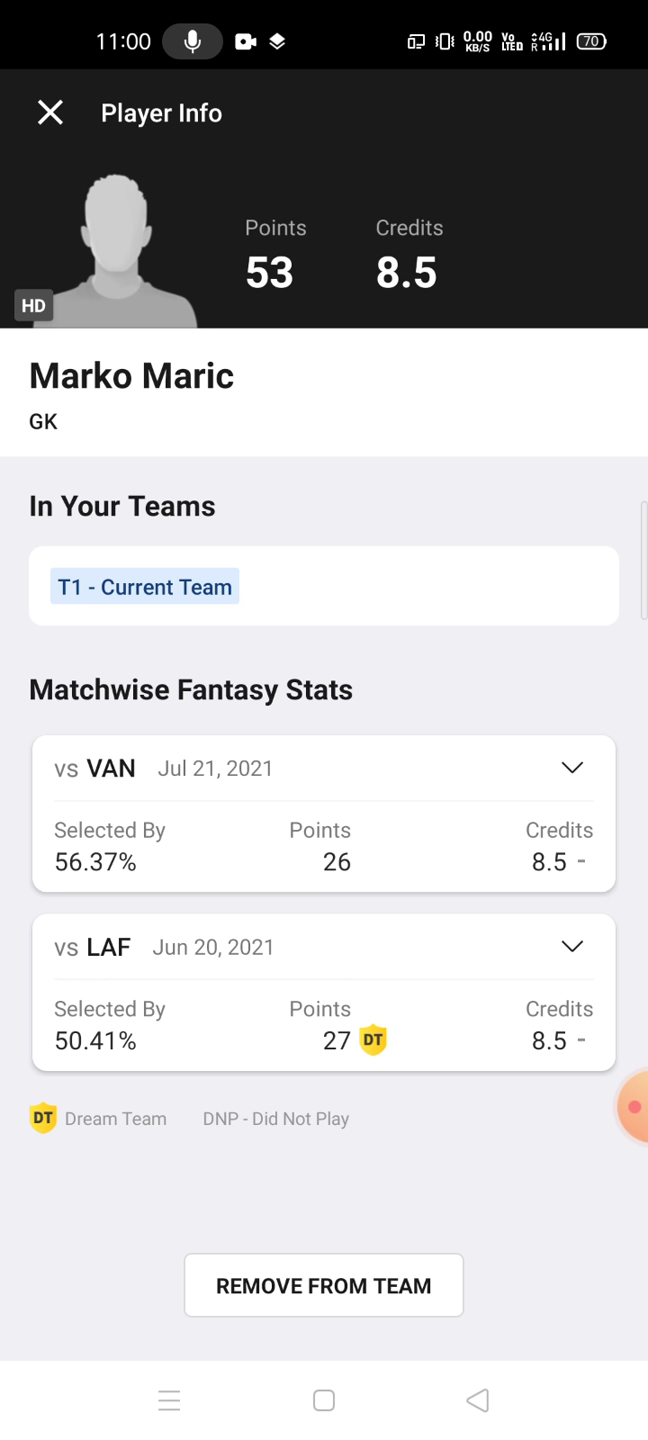 11:00 0.00 KB/S Vo LTED 4G R 70
Player Info
Points Credits
53 8.5
HD
Marko Maric
GK
In Your Teams
T1 - Current Team
Matchwise Fantasy Stats
vs VAN Jul 21, 2021
Selected By Points Credits
56.37% 26 8.5 -
vs LAF Jun 20, 2021
Selected By Points Credits
50.41% 27 DT 8.5 -
DT Dream Team DNP - Did Not Play
REMOVE FROM TEAM